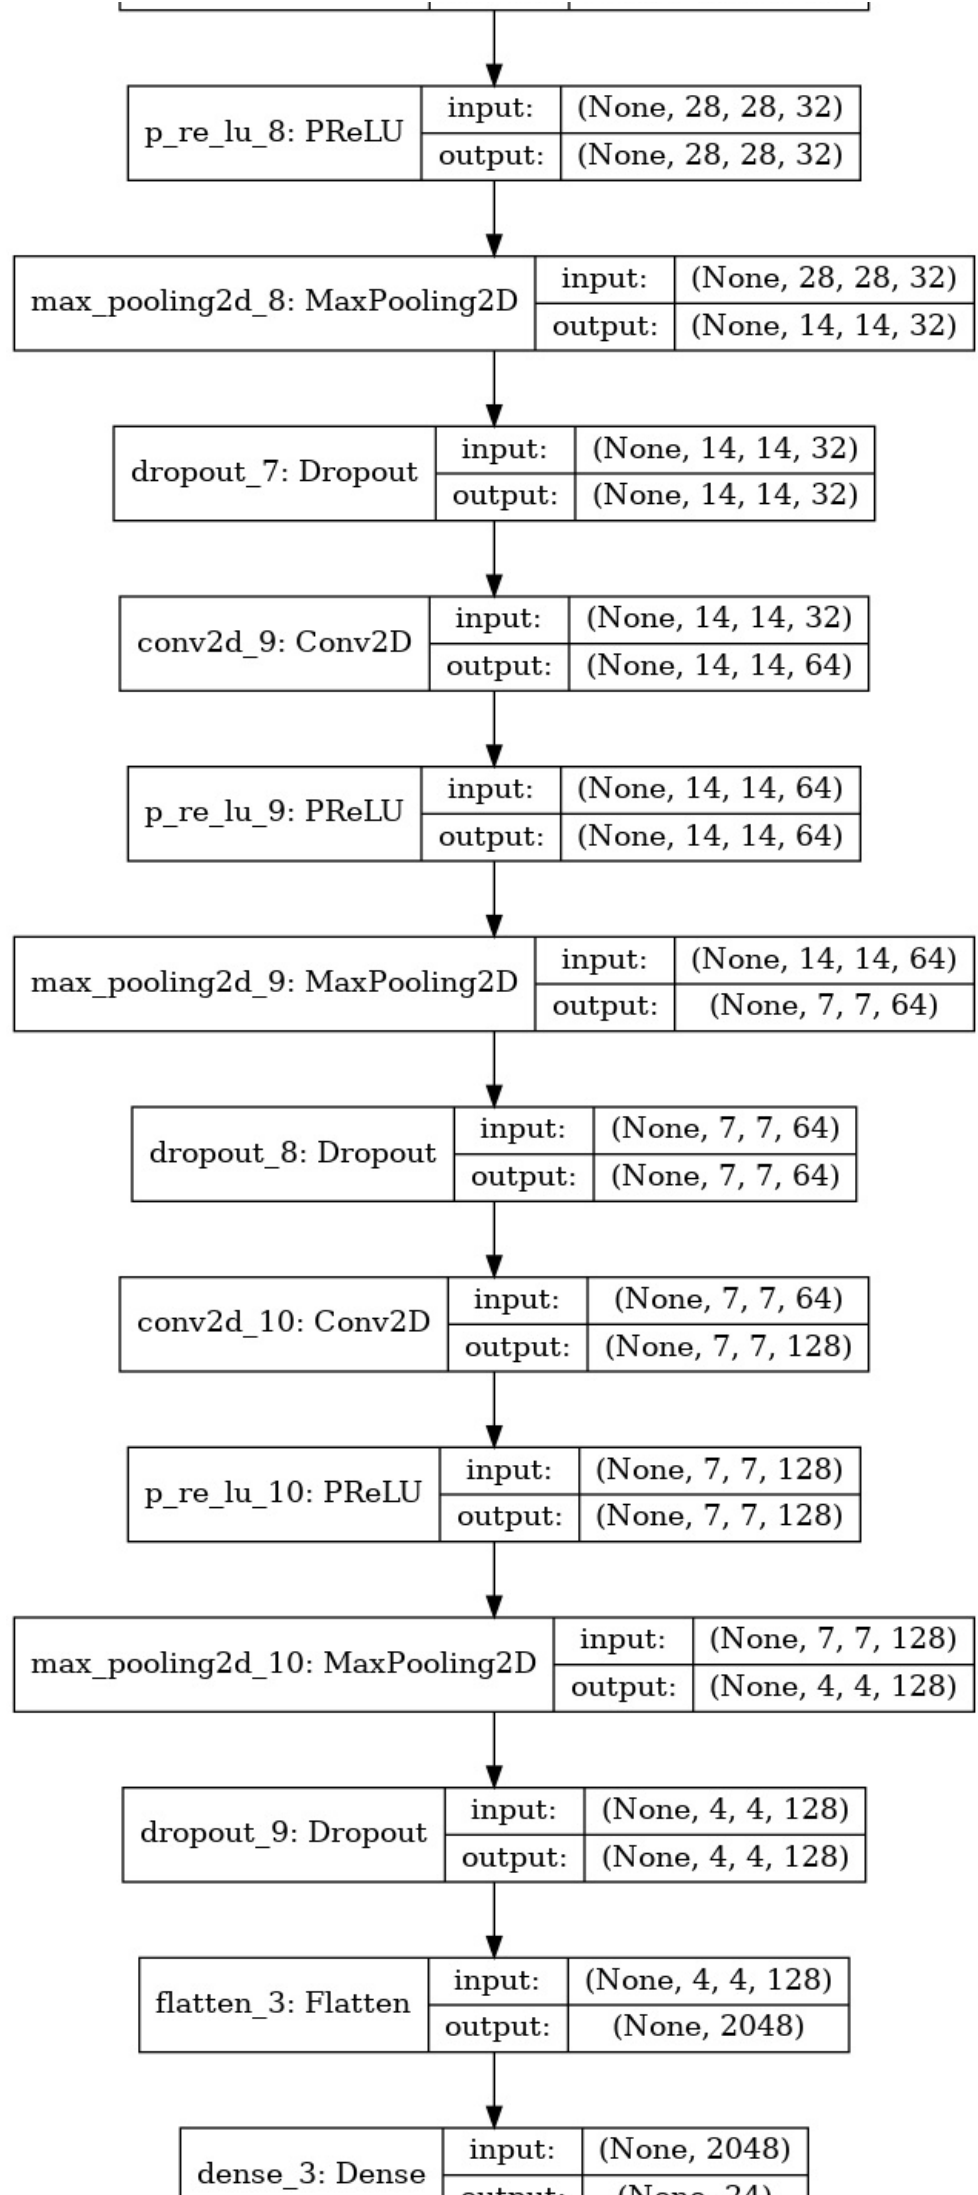 p_re_lu_8: PReLU
input:
(None, 28, 28, 32)
output:
(None, 28, 28, 32)
max_pooling2d_8: MaxPooling2D
input:
(None, 28, 28, 32)
output:
(None, 14, 14, 32)
dropout_7: Dropout
input:
(None, 14, 14, 32)
output:
(None, 14, 14, 32)
conv2d_9: Conv2D
input:
(None, 14, 14, 32)
output:
(None, 14, 14, 64)
p_re_lu_9: PReLU
input:
(None, 14, 14, 64)
output:
(None, 14, 14, 64)
max_pooling2d_9: MaxPooling2D
input:
(None, 14, 14, 64)
output:
(None, 7, 7, 64)
dropout_8: Dropout
input:
(None, 7, 7, 64)
output:
(None, 7, 7, 64)
conv2d_10: Conv2D
input:
(None, 7, 7, 64)
output:
(None, 7, 7, 128)
p_re_lu_10: PReLU
input:
(None, 7, 7, 128)
output:
(None, 7, 7, 128)
max_pooling2d_10: MaxPooling2D
input:
(None, 7, 7, 128)
output:
(None, 4, 4, 128)
dropout_9: Dropout
input:
(None, 4, 4, 128)
output:
(None, 4, 4, 128)
flatten_3: Flatten
input:
(None, 4, 4, 128)
output:
(None, 2048)
dense_3: Dense
input:
(None, 2048)
output:
(None, 24)